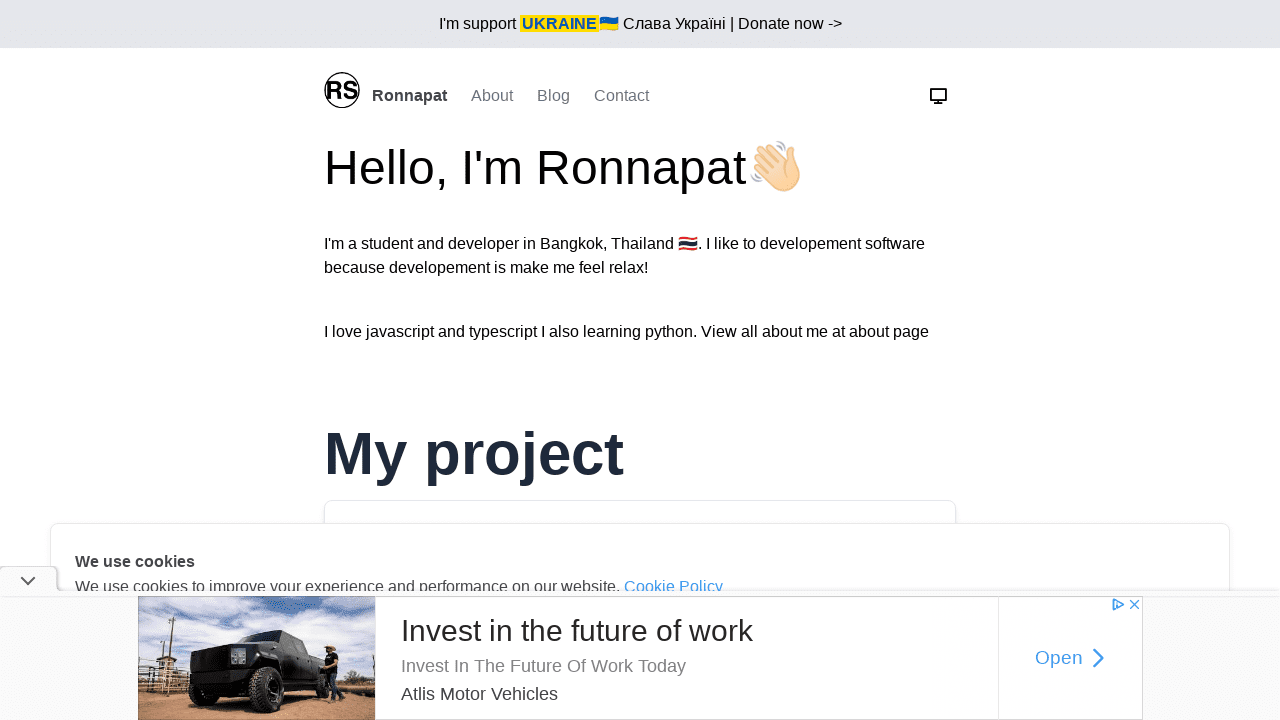 I'm support UKRAINE🇺🇦 Слава Україні | Donate now ->
RS Ronnapat About Blog Contact
Hello, I'm Ronnapat👋🏻
I'm a student and developer in Bangkok, Thailand 🇹🇭. I like to developement software
because developement is make me feel relax!
I love javascript and typescript I also learning python. View all about me at about page
My project
We use cookies
We use cookies to improve your experience and performance on our website. Cookie Policy
Invest in the future of work
Invest In The Future Of Work Today
Atlis Motor Vehicles
Open